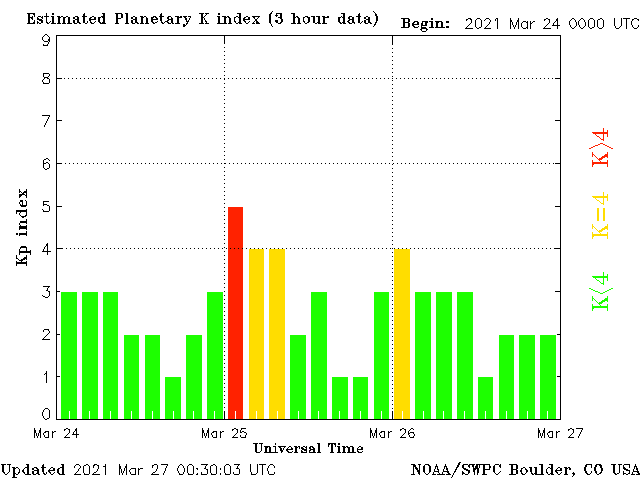 Estimated Planetary K index (3 hour data)
Begin: 2021 Mar 24 0000 UTC
9
8
7
6
5
4
3
2
1
0
Kp index
K>4
K=4
K<4
Mar 24
Mar 25
Mar 26
Mar 27
Universal Time
Updated 2021 Mar 27 00:30:03 UTC
NOAA/SWPC Boulder, CO USA